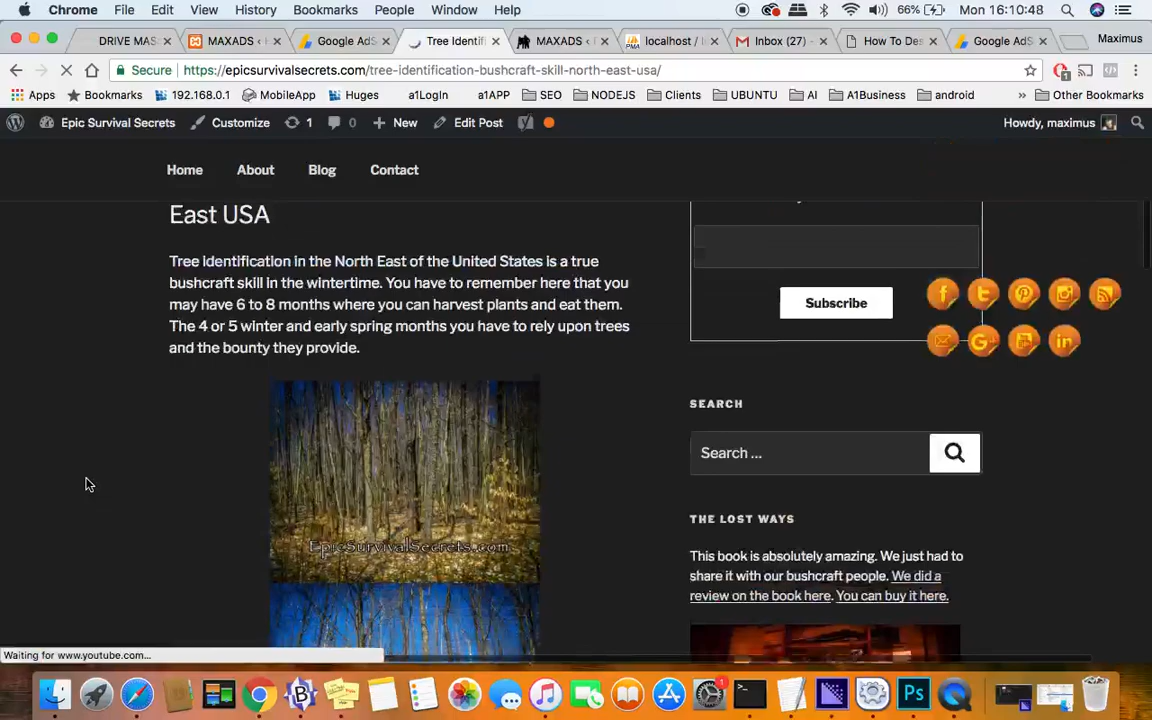 Chrome File Edit View History Bookmarks People Window Help 66% Mon 16:10:48
DRIVE MAS MAXADS ‹ Google AdS Tree Identif MAXADS ‹ localhost / l Inbox (27) - How To Des Google AdS Maximus
Secure https://epicsurvivalsecrets.com/tree-identification-bushcraft-skill-north-east-usa/
Apps Bookmarks 192.168.0.1 MobileApp Huges a1LogIn a1APP SEO NODEJS Clients UBUNTU AI A1Business android » Other Bookmarks
Epic Survival Secrets Customize 1 0 New Edit Post Howdy, maximus
Home About Blog Contact
East USA
Tree identification in the North East of the United States is a true
bushcraft skill in the wintertime. You have to remember here that you
may have 6 to 8 months where you can harvest plants and eat them.
The 4 or 5 winter and early spring months you have to rely upon trees
and the bounty they provide.
EpicSurvivalSecrets.com
Subscribe
SEARCH
Search ...
THE LOST WAYS
This book is absolutely amazing. We just had to
share it with our bushcraft people. We did a
review on the book here. You can buy it here.
Waiting for www.youtube.com...